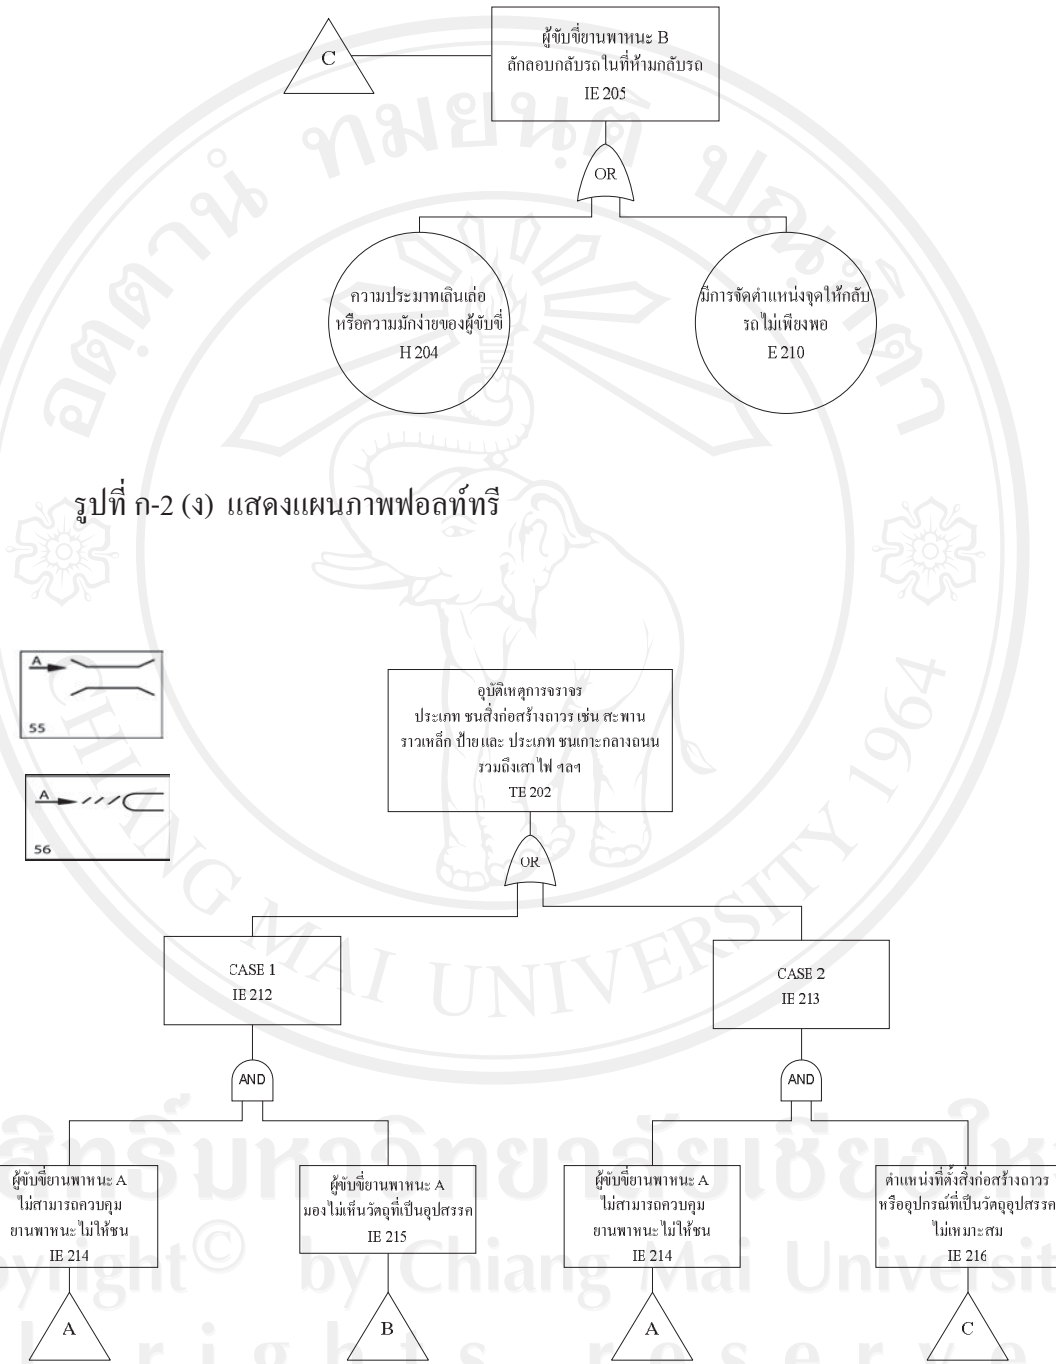 C
ผู้ขับขี่ยานพาหนะ B
ลักลอบกลับรถในที่ห้ามกลับรถ
IE 205
OR
ความประมาทเลินเล่อ
หรือความมักง่ายของผู้ขับขี่
H 204
มีการจัดตำแหน่งจุดให้กลับ
รถไม่เพียงพอ
E 210
รูปที่ ก-2 (ง) แสดงแผนภาพฟอลท์ทรี
A
55
A
56
อุบัติเหตุการจราจร
ประเภท ชนสิ่งก่อสร้างถาวร เช่น สะพาน
ราวเหล็ก ป้าย และ ประเภท ชนเกาะกลางถนน
รวมถึงเสาไฟ ฯลฯ
TE 202
OR
CASE 1
IE 212
CASE 2
IE 213
AND
AND
ผู้ขับขี่ยานพาหนะ A
ไม่สามารถควบคุม
ยานพาหนะ ไม่ให้ชน
IE 214
ผู้ขับขี่ยานพาหนะ A
มองไม่เห็นวัตถุที่เป็นอุปสรรค
IE 215
ผู้ขับขี่ยานพาหนะ A
ไม่สามารถควบคุม
ยานพาหนะ ไม่ให้ชน
IE 214
ตำแหน่งที่ตั้งสิ่งก่อสร้างถาวร
หรืออุปกรณ์ที่เป็นวัตถุอุปสรรค
ไม่เหมาะสม
IE 216
A
B
A
C
CHIANG MAI UNIVERSITY 1964
by Chiang Mai
rights